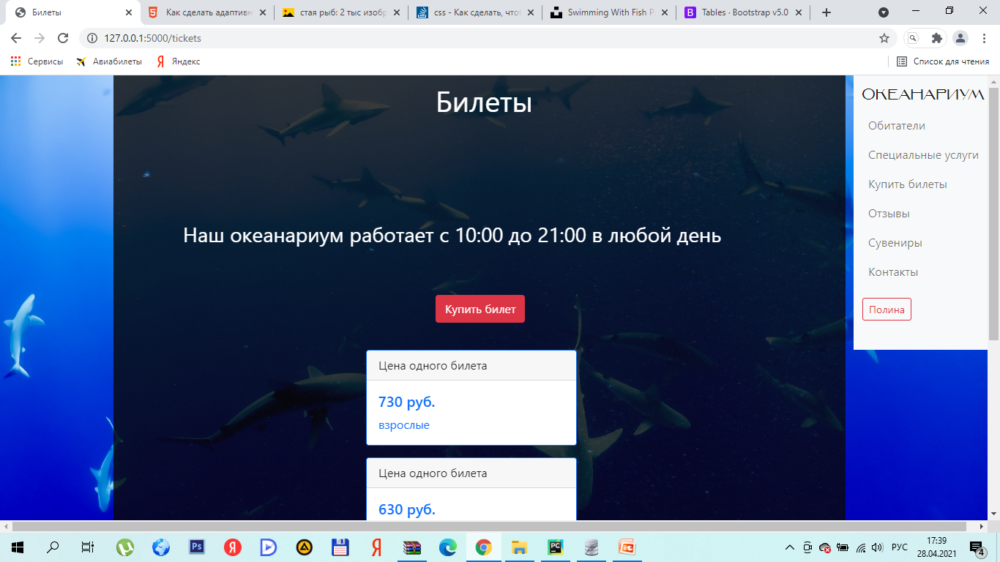 Билеты
Как сделать адаптивн
стая рыб: 2 тыс изобр
css - Как сделать, что
Swimming With Fish P
Tables · Bootstrap v5.0
127.0.0.1:5000/tickets
Сервисы
Авиабилеты
Яндекс
Список для чтения
Билеты
Наш океанариум работает с 10:00 до 21:00 в любой день
Купить билет
Цена одного билета
730 руб.
взрослые
Цена одного билета
630 руб.
ОКЕАНАРИУМ
Обитатели
Специальные услуги
Купить билеты
Отзывы
Сувениры
Контакты
Полина
РУС
17:39
28.04.2021
4